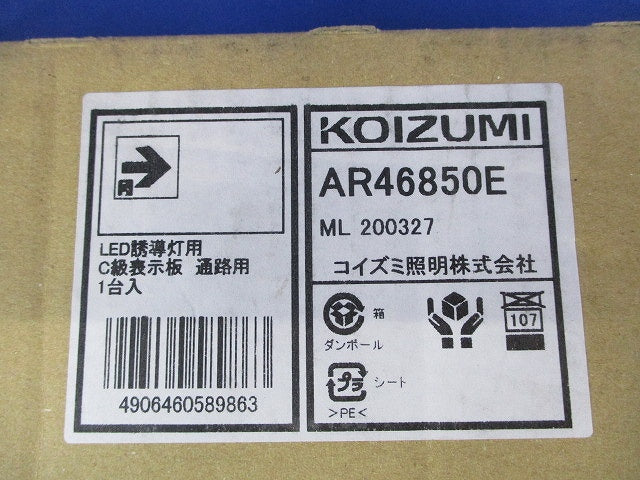 LED誘導灯用
C級表示板 通路用
1台入
4906460589863
KOIZUMI
AR46850E
ML 200327
コイズミ照明株式会社
箱
ダンボール
プラ
シート
>PE<
107